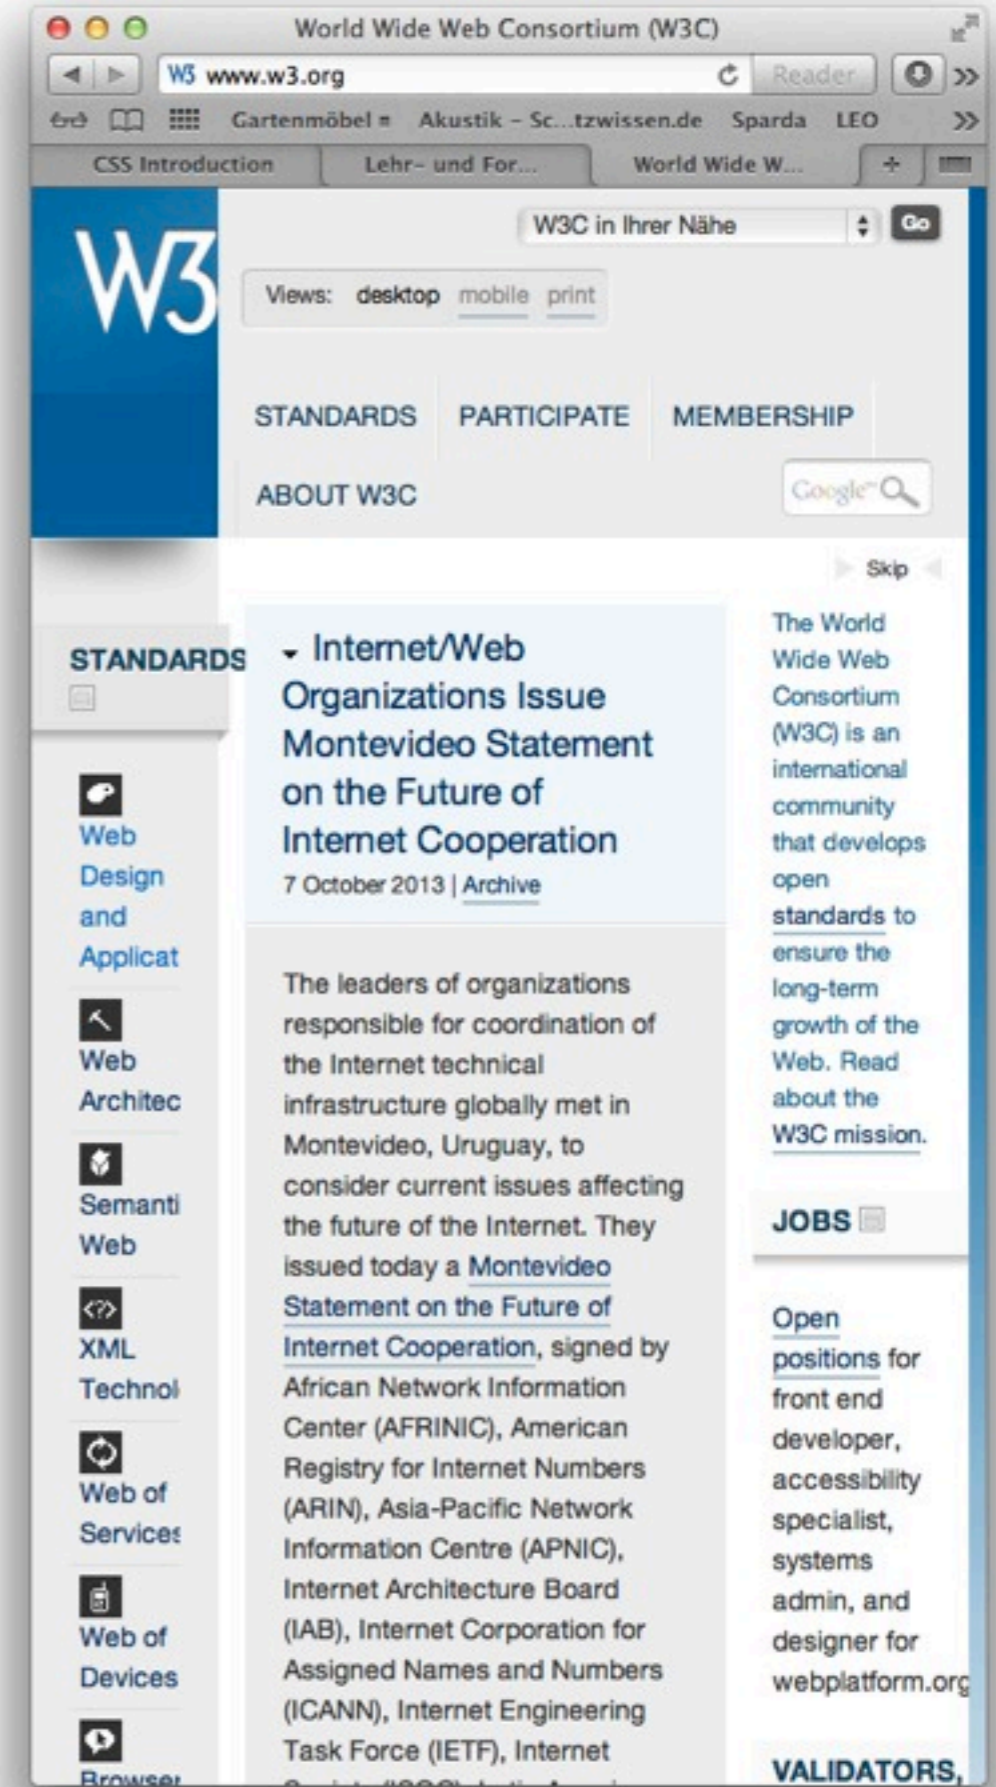 World Wide Web Consortium (W3C)
W3 www.w3.org
Reader
Gartenmöbel Akustik – Sc...tzwissen.de Sparda LEO
CSS Introduction Lehr– und For... World Wide W... +
W3
W3C in Ihrer Nähe Go
Views: desktop mobile print
STANDARDS PARTICIPATE MEMBERSHIP
ABOUT W3C
Google™
Skip
STANDARDS
Web
Design
and
Applicat
Web
Architec
Semanti
Web
<?>
XML
Technol
Web of
Services
Web of
Devices
Browser
Internet/Web
Organizations Issue
Montevideo Statement
on the Future of
Internet Cooperation
7 October 2013 | Archive
The leaders of organizations
responsible for coordination of
the Internet technical
infrastructure globally met in
Montevideo, Uruguay, to
consider current issues affecting
the future of the Internet. They
issued today a Montevideo
Statement on the Future of
Internet Cooperation, signed by
African Network Information
Center (AFRINIC), American
Registry for Internet Numbers
(ARIN), Asia-Pacific Network
Information Centre (APNIC),
Internet Architecture Board
(IAB), Internet Corporation for
Assigned Names and Numbers
(ICANN), Internet Engineering
Task Force (IETF), Internet
The World
Wide Web
Consortium
(W3C) is an
international
community
that develops
open
standards to
ensure the
long-term
growth of the
Web. Read
about the
W3C mission.
JOBS
Open
positions for
front end
developer,
accessibility
specialist,
systems
admin, and
designer for
webplatform.org
VALIDATORS,